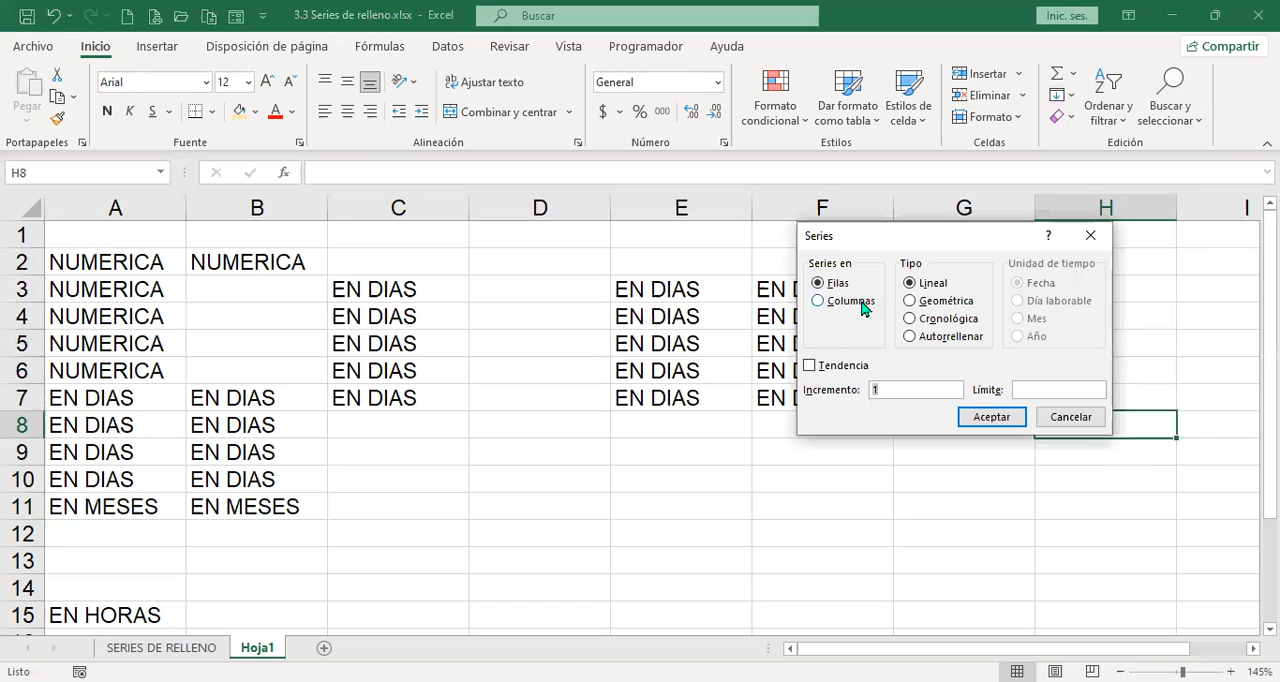 3.3 Series de relleno.xlsx - Excel
Buscar
Inic. ses.
Archivo Inicio Insertar Disposición de página Fórmulas Datos Revisar Vista Programador Ayuda
Compartir
Pegar
Arial 12
N K S A
Ajustar texto
Combinar y centrar
General
$ % 000
Formato condicional
Dar formato como tabla
Estilos de celda
Insertar
Eliminar
Formato
Ordenar y filtrar
Buscar y seleccionar
Portapapeles Fuente Alineación Número Estilos Celdas Edición
H8 fx
A B C D E F G H I
1
2 NUMERICA NUMERICA
3 NUMERICA EN DIAS EN DIAS EN D
4 NUMERICA EN DIAS EN DIAS EN D
5 NUMERICA EN DIAS EN DIAS EN D
6 NUMERICA EN DIAS EN DIAS EN D
7 EN DIAS EN DIAS EN DIAS EN DIAS EN D
8 EN DIAS EN DIAS
9 EN DIAS EN DIAS
10 EN DIAS EN DIAS
11 EN MESES EN MESES
12
13
14
15 EN HORAS
Series ?
Series en Tipo Unidad de tiempo
Filas Lineal Fecha
Columnas Geométrica Día laborable
Cronológica Mes
Autorrellenar Año
Tendencia
Incremento: 1 Límite:
Aceptar Cancelar
SERIES DE RELLENO Hoja1
Listo 145%